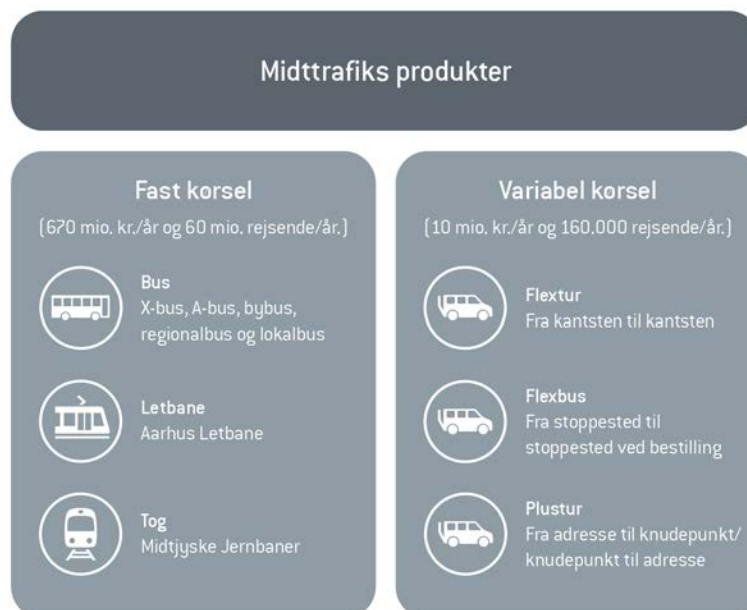 Midttrafiks produkter
Fast kørsel
(670 mio. kr./år og 60 mio. rejsende/år.)
Bus
X-bus, A-bus, bybus,
regionalbus og lokalbus
Letbane
Aarhus Letbane
Tog
Midtjyske Jernbaner
Variabel kørsel
(10 mio. kr./år og 160.000 rejsende/år.)
Flextur
Fra kantsten til kantsten
Flexbus
Fra stoppested til
stoppested ved bestilling
Plustur
Fra adresse til knudepunkt/
knudepunkt til adresse